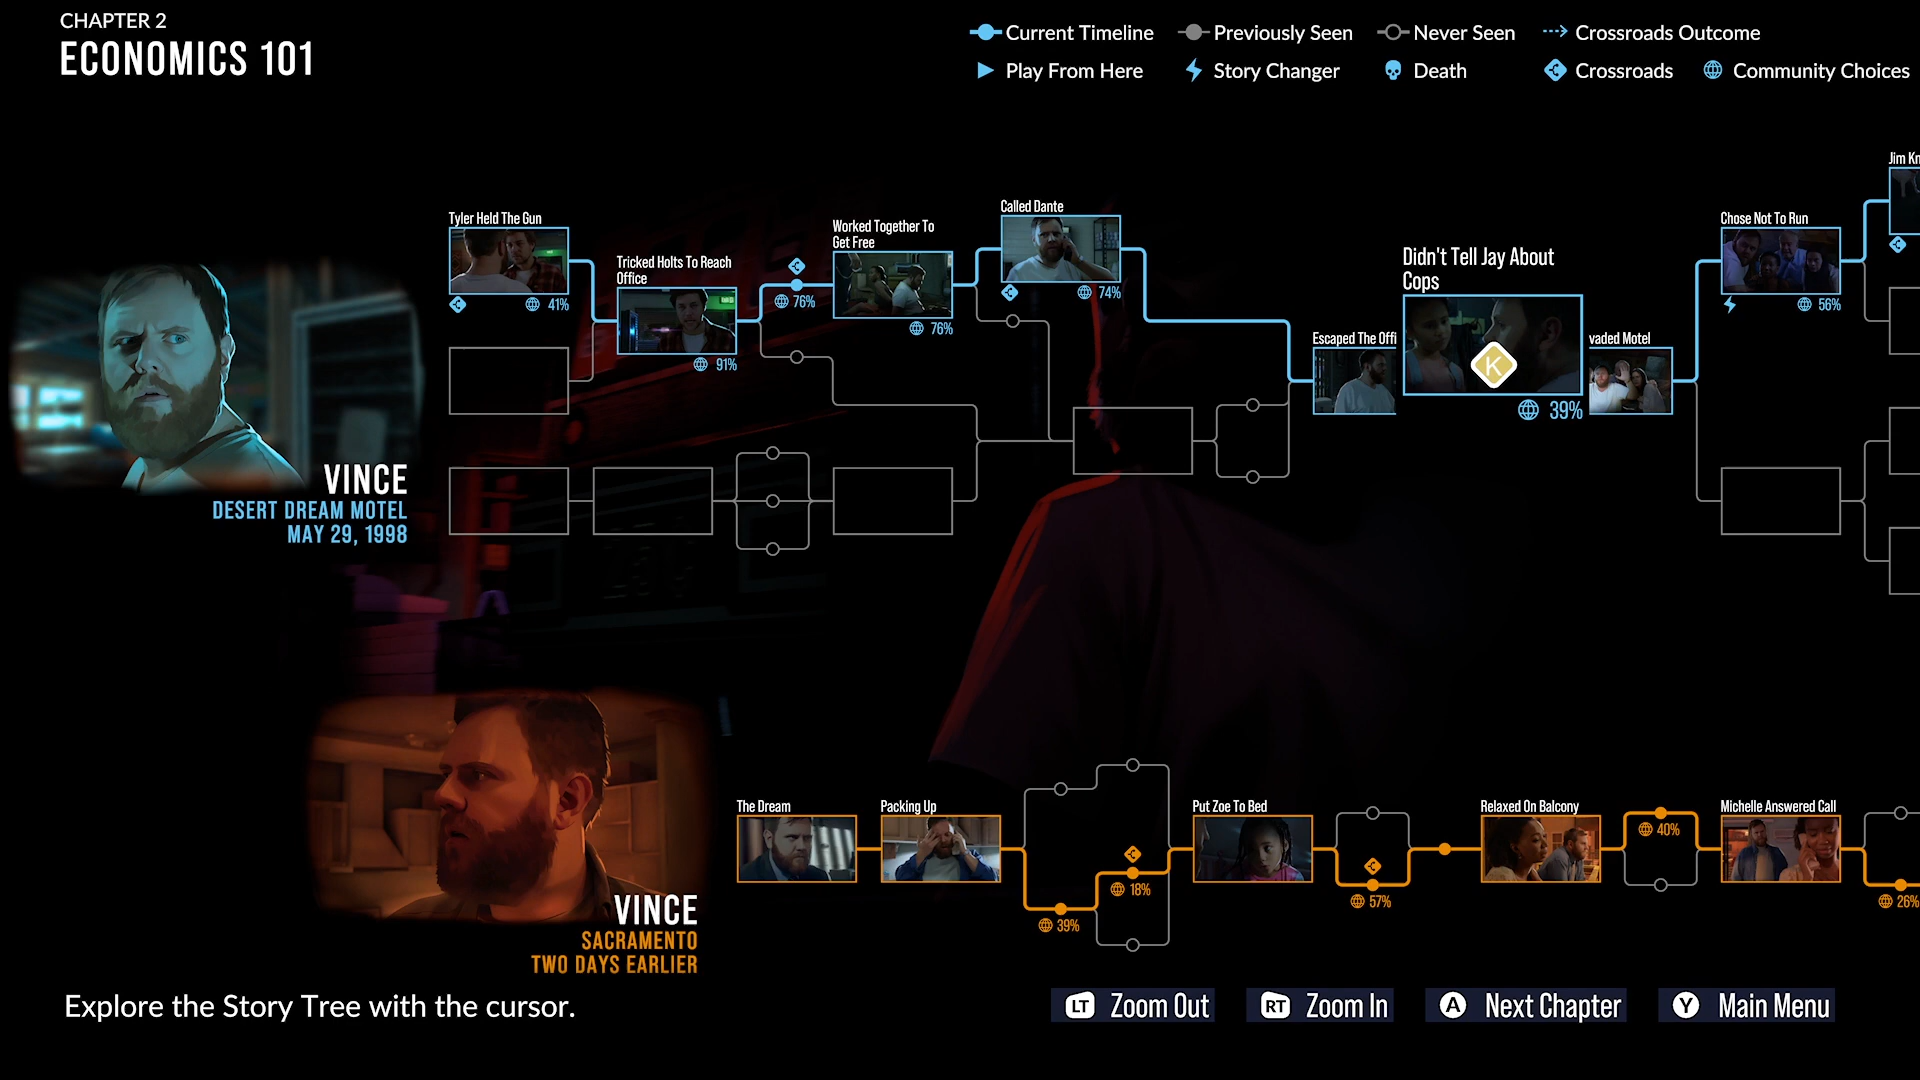 CHAPTER 2
ECONOMICS 101
Current Timeline
Previously Seen
Never Seen
Crossroads Outcome
Play From Here
Story Changer
Death
Crossroads
Community Choices
VINCE
DESERT DREAM MOTEL
MAY 29, 1998
Tyler Held The Gun
41%
Tricked Holts To Reach
Office
91%
76%
Worked Together To
Get Free
76%
Called Dante
74%
Escaped The Offi
Didn't Tell Jay About
Cops
K
39%
vaded Motel
Chose Not To Run
56%
Jim Kn
VINCE
SACRAMENTO
TWO DAYS EARLIER
The Dream
Packing Up
39%
18%
Put Zoe To Bed
57%
Relaxed On Balcony
40%
Michelle Answered Call
26%
Explore the Story Tree with the cursor.
LT Zoom Out
RT Zoom In
A Next Chapter
Y Main Menu